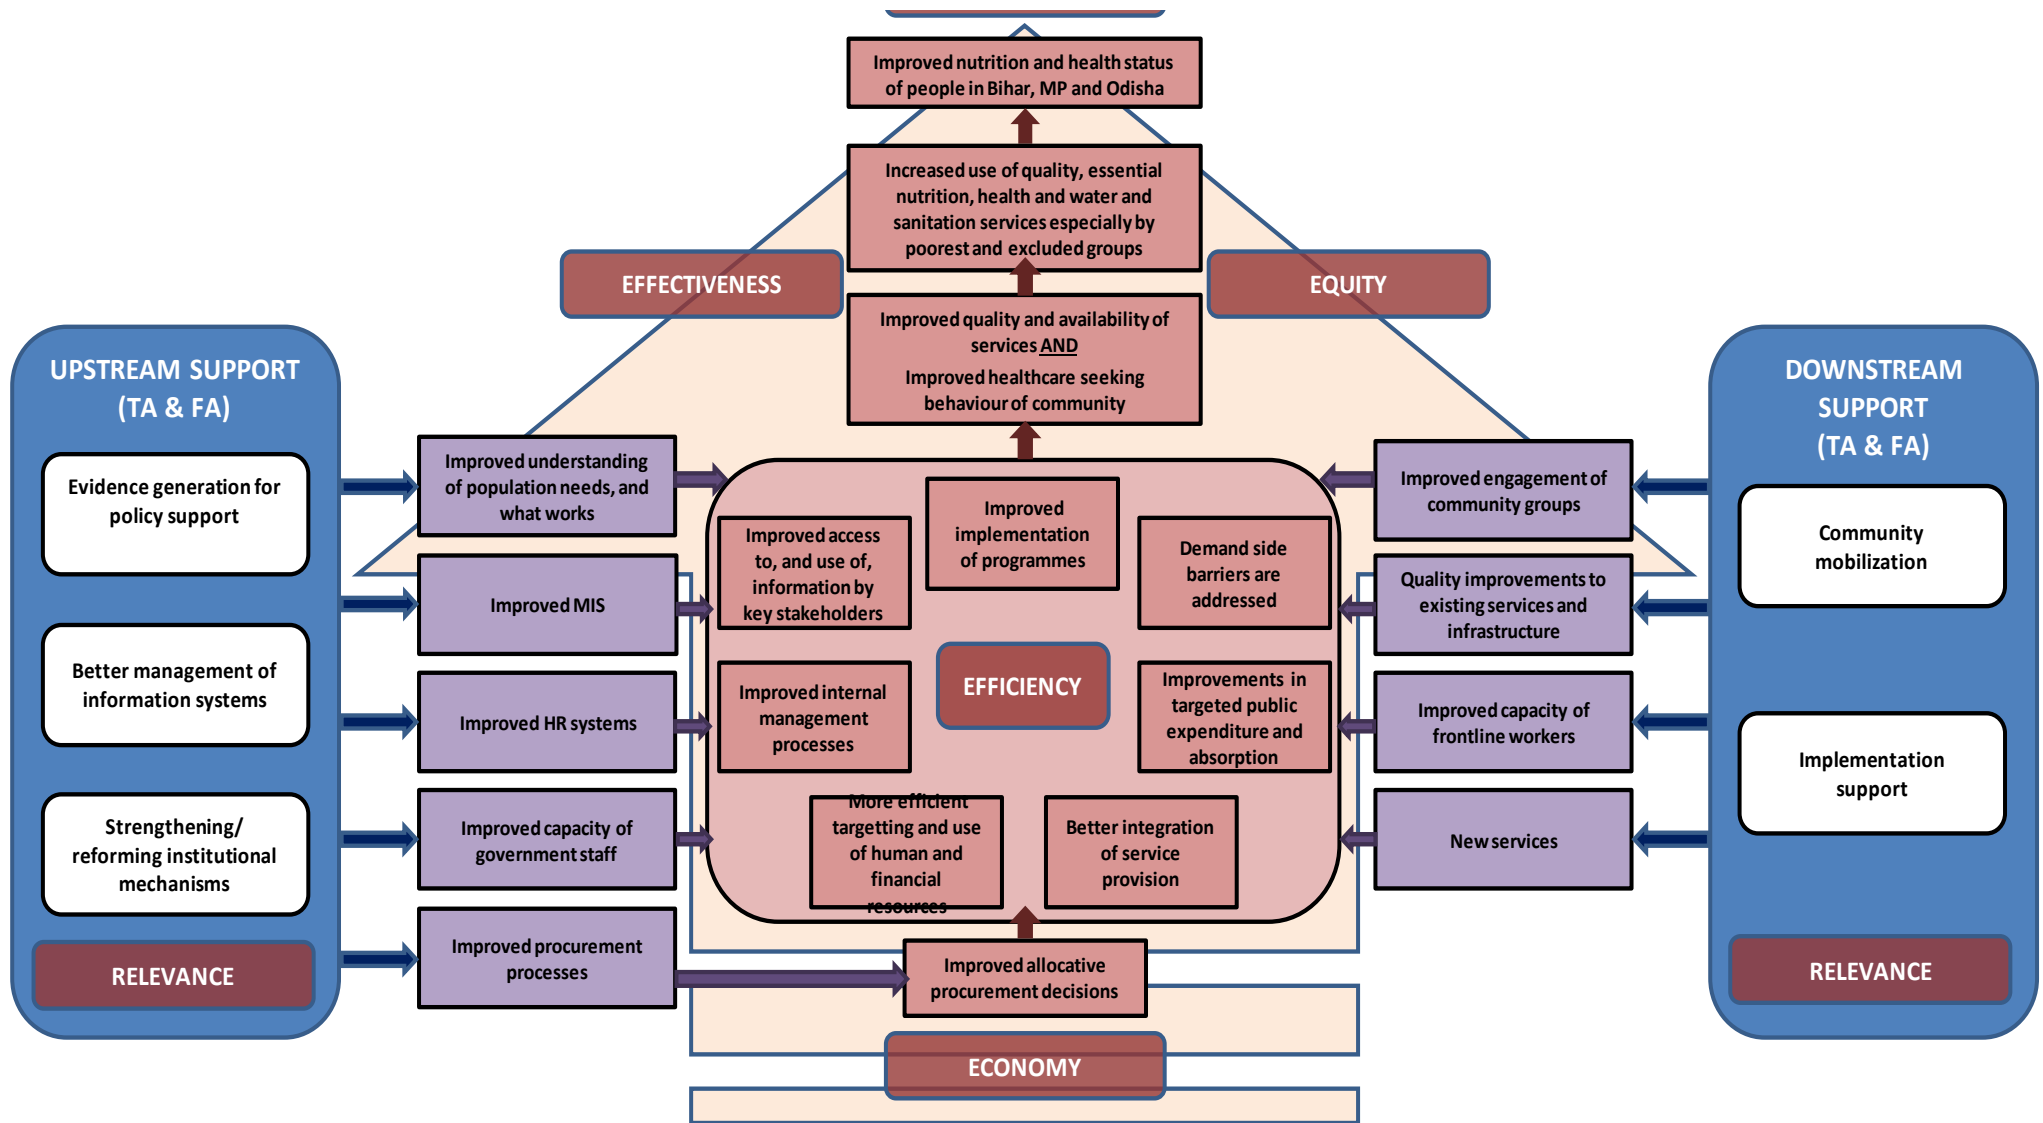 Improved nutrition and health status
of people in Bihar, MP and Odisha
Increased use of quality, essential
nutrition, health and water and
sanitation services especially by
poorest and excluded groups
EFFECTIVENESS
EQUITY
Improved quality and availability of
services AND
Improved healthcare seeking
behaviour of community
UPSTREAM SUPPORT
(TA & FA)
Evidence generation for
policy support
Better management of
information systems
Strengthening/
reforming institutional
mechanisms
RELEVANCE
Improved understanding
of population needs, and
what works
Improved MIS
Improved HR systems
Improved capacity of
government staff
Improved procurement
processes
Improved
implementation
of programmes
Improved access
to, and use of,
information by
key stakeholders
Demand side
barriers are
addressed
EFFICIENCY
Improved internal
management
processes
Improvements in
targeted public
expenditure and
absorption
More efficient
targetting and use
of human and
financial
resources
Better integration
of service
provision
Improved allocative
procurement decisions
ECONOMY
Improved engagement of
community groups
Quality improvements to
existing services and
infrastructure
Improved capacity of
frontline workers
New services
DOWNSTREAM
SUPPORT
(TA & FA)
Community
mobilization
Implementation
support
RELEVANCE